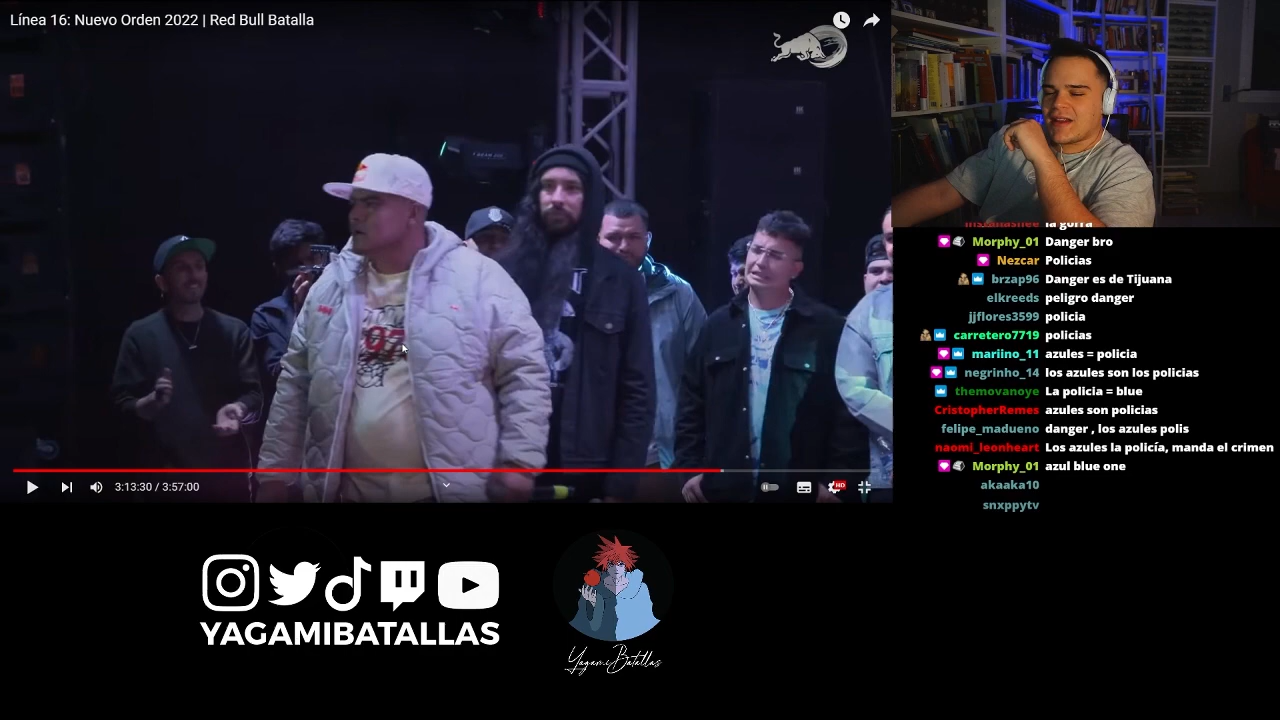 Línea 16: Nuevo Orden 2022 | Red Bull Batalla
la gorra
Morphy_01 Danger bro
Nezcar Policias
brzap96 Danger es de Tijuana
elkreeds peligro danger
jjflores3599 policia
carretero7719 policias
mariino_11 azules = policia
negrinho_14 los azules son los policias
themovanoye La policia = blue
CristopherRemes azules son policias
felipe_madueno danger , los azules polis
naomi_leonheart Los azules la policía, manda el crimen
Morphy_01 azul blue one
akaaka10
snxppytv
3:13:30 / 3:57:00
HD
YAGAMIBATALLAS
YagamiBatallas